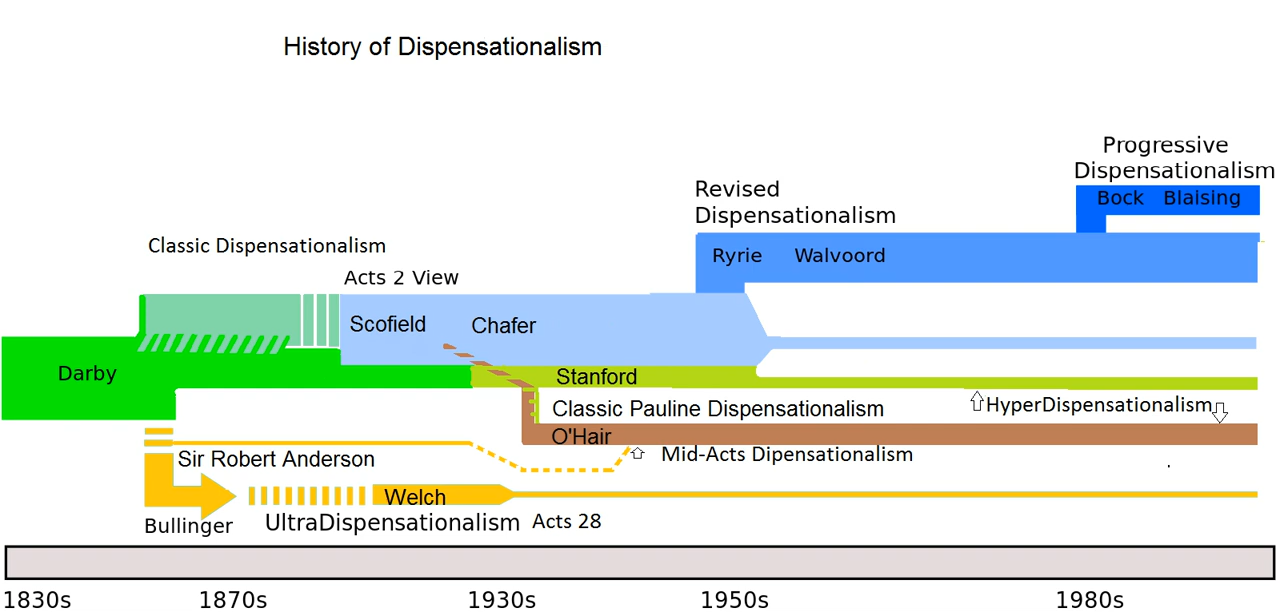 History of Dispensationalism
Progressive
Dispensationalism
Bock Blaising
Revised
Dispensationalism
Ryrie Walvoord
Classic Dispensationalism
Acts 2 View
Scofield Chafer
Darby
Stanford
Classic Pauline Dispensationalism
HyperDispensationalism
O'Hair
Mid-Acts Dipensationalism
Sir Robert Anderson
Welch
Bullinger
UltraDispensationalism Acts 28
1830s 1870s 1930s 1950s 1980s